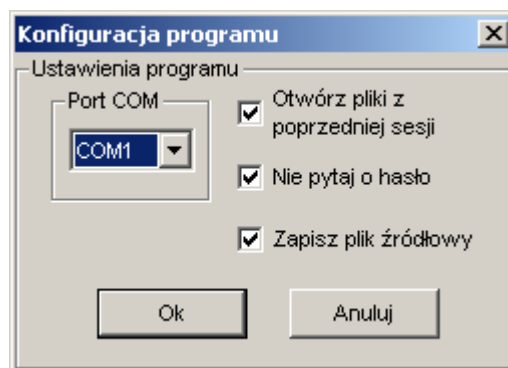 Konfiguracja programu
Ustawienia programu
Port COM
COM1
Otwórz pliki z
poprzedniej sesji
Nie pytaj o hasło
Zapisz plik źródłowy
Ok
Anuluj